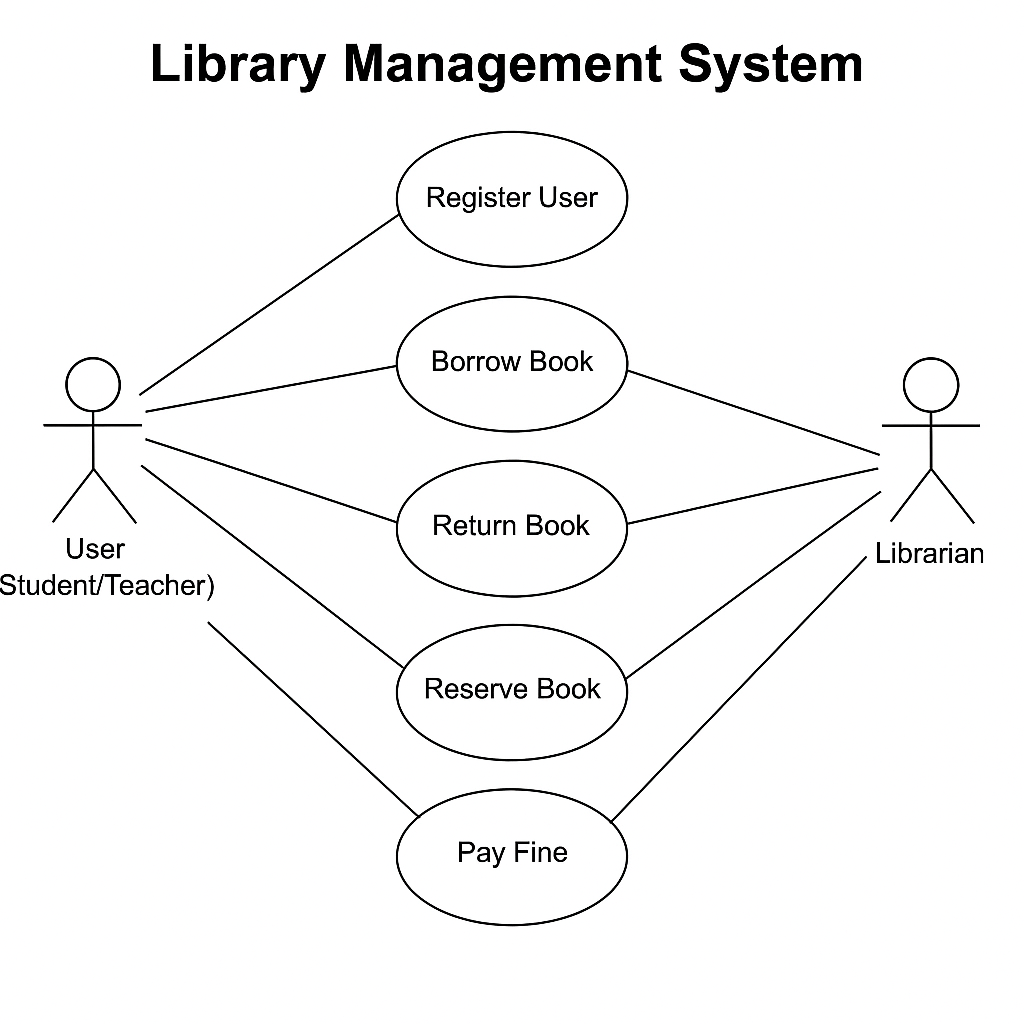 Library Management System
Register User
Borrow Book
Return Book
User
Student/Teacher)
Librarian
Reserve Book
Pay Fine